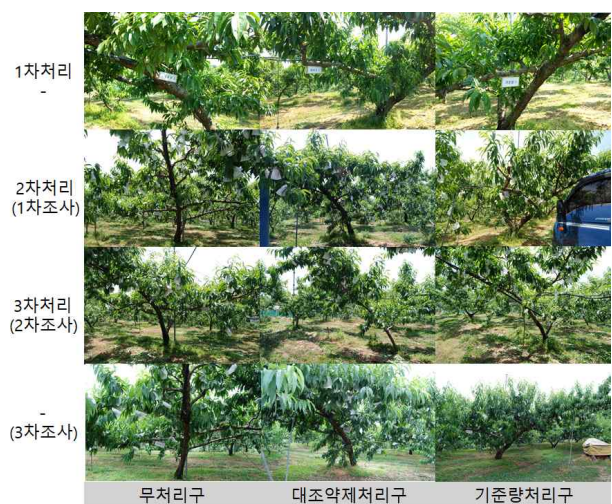 1차처리
-
2차처리
(1차조사)
3차처리
(2차조사)
-
(3차조사)
무처리구
대조약제처리구
기준량처리구